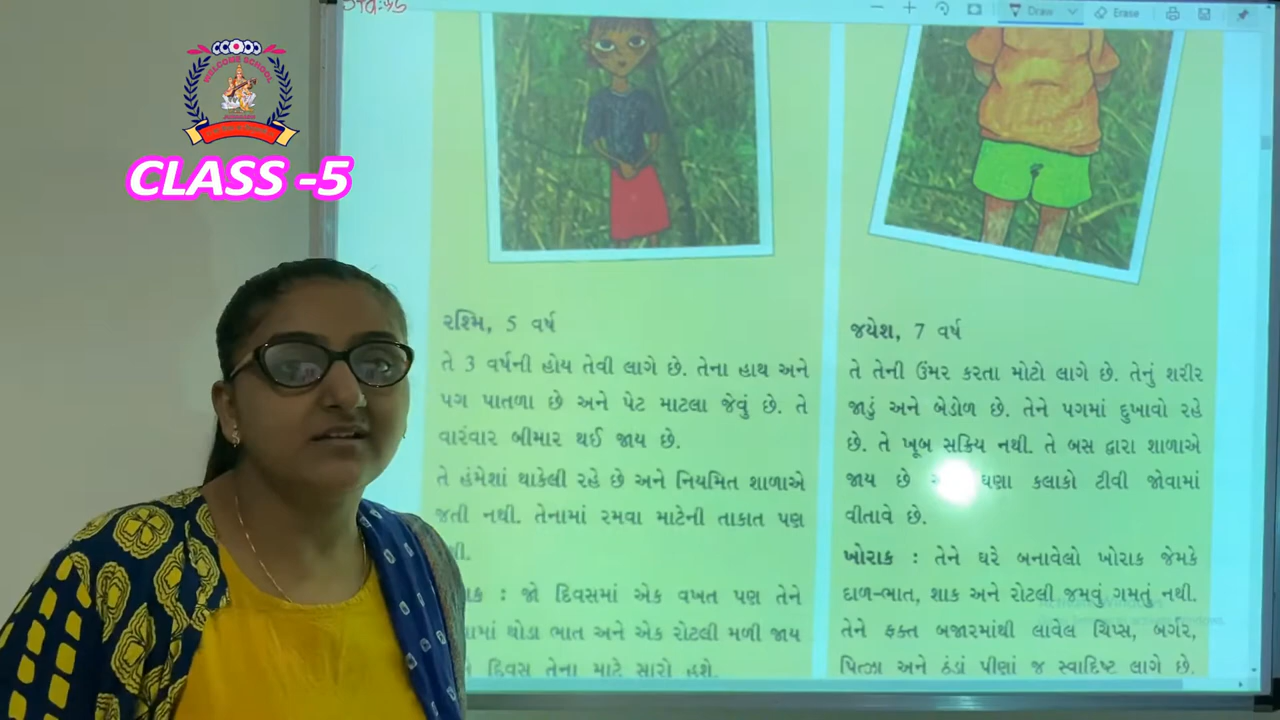 WELCOME SCHOOL
CLASS -5
Draw
Erase
રશ્મિ, 5 વર્ષ
તે 3 વર્ષની હોય તેવી લાગે છે. તેના હાથ અને
પગ પાતળા છે અને પેટ માટલા જેવું છે. તે
વારંવાર બીમાર થઈ જાય છે.
તે હંમેશાં થાકેલી રહે છે અને નિયમિત શાળાએ
જતી નથી. તેનામાં રમવા માટેની તાકાત પણ
: જો દિવસમાં એક વખત પણ તેને
થોડા ભાત અને એક રોટલી મળી જાય
દિવસ તેના માટે સારો હશે.
જયેશ, 7 વર્ષ
તે તેની ઉંમર કરતા મોટો લાગે છે. તેનું શરીર
જાડું અને બેડોળ છે. તેને પગમાં દુખાવો રહે
છે. તે ખૂબ સક્રિય નથી. તે બસ દ્વારા શાળાએ
જાય છે ઘણા કલાકો ટીવી જોવામાં
વીતાવે છે.
ખોરાક : તેને ઘરે બનાવેલો ખોરાક જેમકે
દાળ-ભાત, શાક અને રોટલી જમવું ગમતું નથી.
તેને ફક્ત બજારમાંથી લાવેલ ચિપ્સ, બર્ગર,
પિત્ઝા અને ઠંડાં પીણાં જ સ્વાદિષ્ટ લાગે છે.